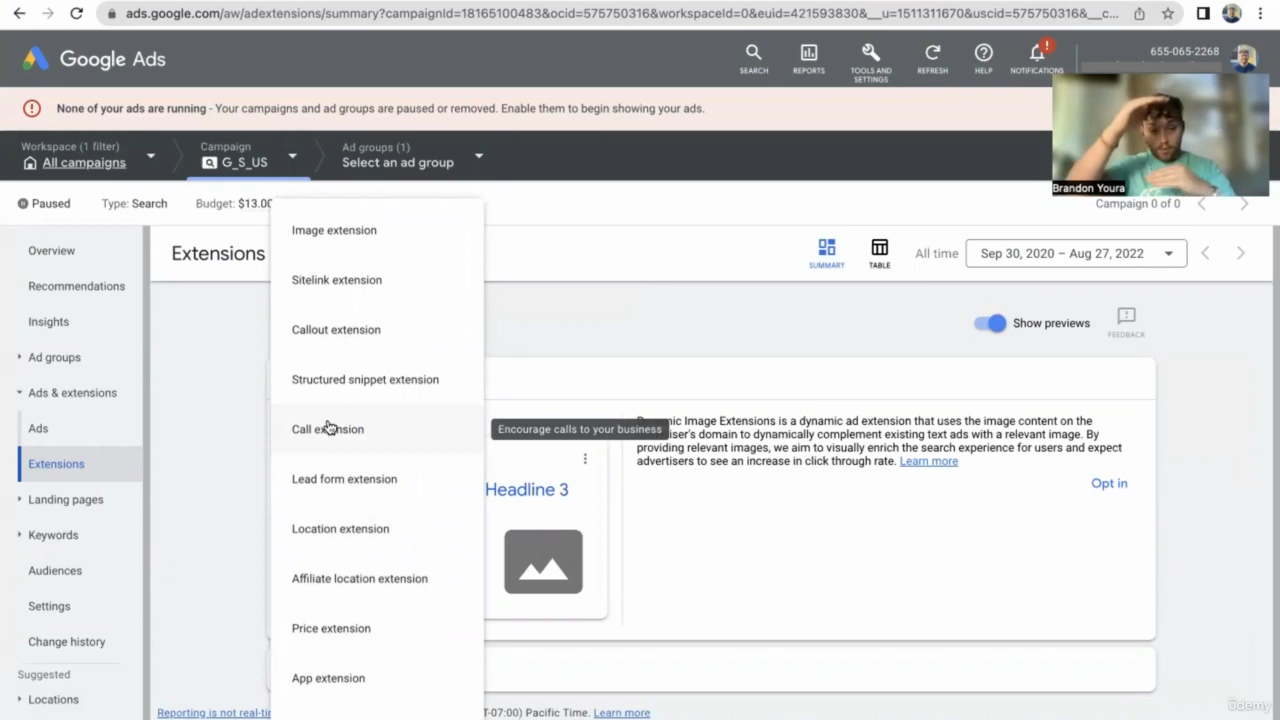 ads.google.com/aw/adextensions/summary?campaignId=18165100483&ocid=575750316&workspaceId=0&euid=421593830&__u=1511311670&uscid=575750316&__c...
Google Ads
SEARCH
REPORTS
TOOLS AND
SETTINGS
REFRESH
HELP
NOTIFICATIONS
!
655-065-2268
None of your ads are running - Your campaigns and ad groups are paused or removed. Enable them to begin showing your ads.
Workspace (1 filter)
All campaigns
Campaign
G_S_US
Ad groups (1)
Select an ad group
Brandon Youra
Paused
Type: Search
Budget: $13.00
Campaign 0 of 0
Overview
Recommendations
Insights
Ad groups
Ads & extensions
Ads
Extensions
Landing pages
Keywords
Audiences
Settings
Change history
Suggested
Locations
Extensions
SUMMARY
TABLE
All time
Sep 30, 2020 – Aug 27, 2022
Show previews
FEEDBACK
Image extension
Sitelink extension
Callout extension
Structured snippet extension
Call extension
Lead form extension
Location extension
Affiliate location extension
Price extension
App extension
Encourage calls to your business
Image Extensions is a dynamic ad extension that uses the image content on the
domain to dynamically complement existing text ads with a relevant image. By
providing relevant images, we aim to visually enrich the search experience for users and expect
advertisers to see an increase in click through rate. Learn more
Opt in
Headline 3
Reporting is not real-ti
T-07:00) Pacific Time. Learn more
ûdemy